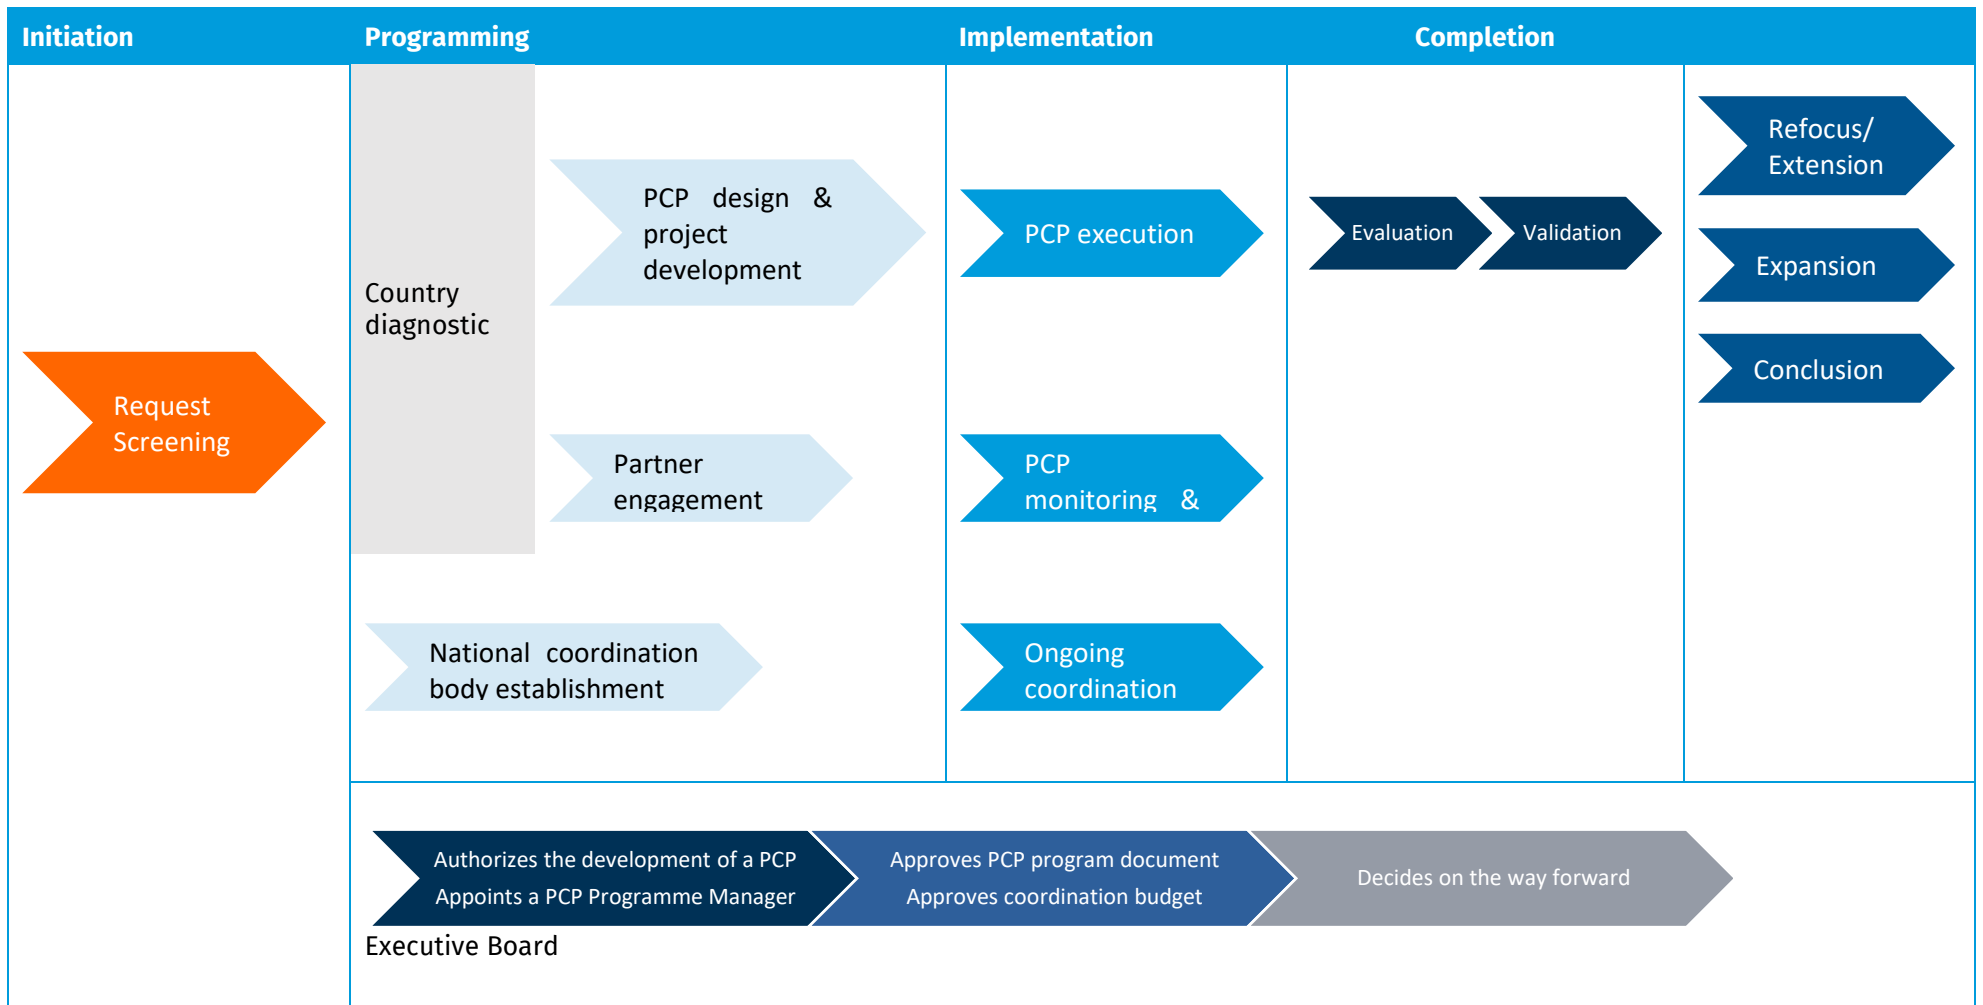 Initiation
Programming
Implementation
Completion
Request
Screening
Country
diagnostic
PCP design &
project
development
Partner
engagement
National coordination
body establishment
PCP execution
PCP
monitoring &
Ongoing
coordination
Evaluation
Validation
Refocus/
Extension
Expansion
Conclusion
Authorizes the development of a PCP
Appoints a PCP Programme Manager
Approves PCP program document
Approves coordination budget
Decides on the way forward
Executive Board